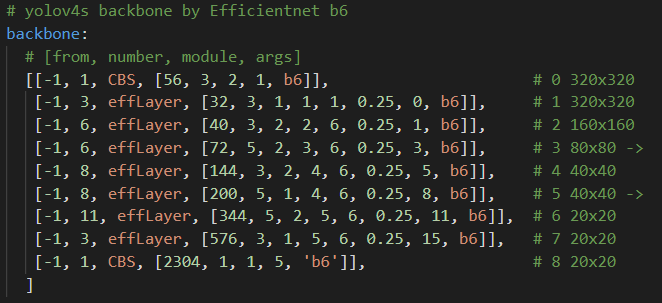 # yolov4s backbone by Efficientnet b6
backbone:
# [from, number, module, args]
[[-1, 1, CBS, [56, 3, 2, 1, b6]], # 0 320x320
[-1, 3, effLayer, [32, 3, 1, 1, 1, 0.25, 0, b6]], # 1 320x320
[-1, 6, effLayer, [40, 3, 2, 2, 6, 0.25, 1, b6]], # 2 160x160
[-1, 6, effLayer, [72, 5, 2, 3, 6, 0.25, 3, b6]], # 3 80x80 ->
[-1, 8, effLayer, [144, 3, 2, 4, 6, 0.25, 5, b6]], # 4 40x40
[-1, 8, effLayer, [200, 5, 1, 4, 6, 0.25, 8, b6]], # 5 40x40 ->
[-1, 11, effLayer, [344, 5, 2, 5, 6, 0.25, 11, b6]], # 6 20x20
[-1, 3, effLayer, [576, 3, 1, 5, 6, 0.25, 15, b6]], # 7 20x20
[-1, 1, CBS, [2304, 1, 1, 5, 'b6']], # 8 20x20
]